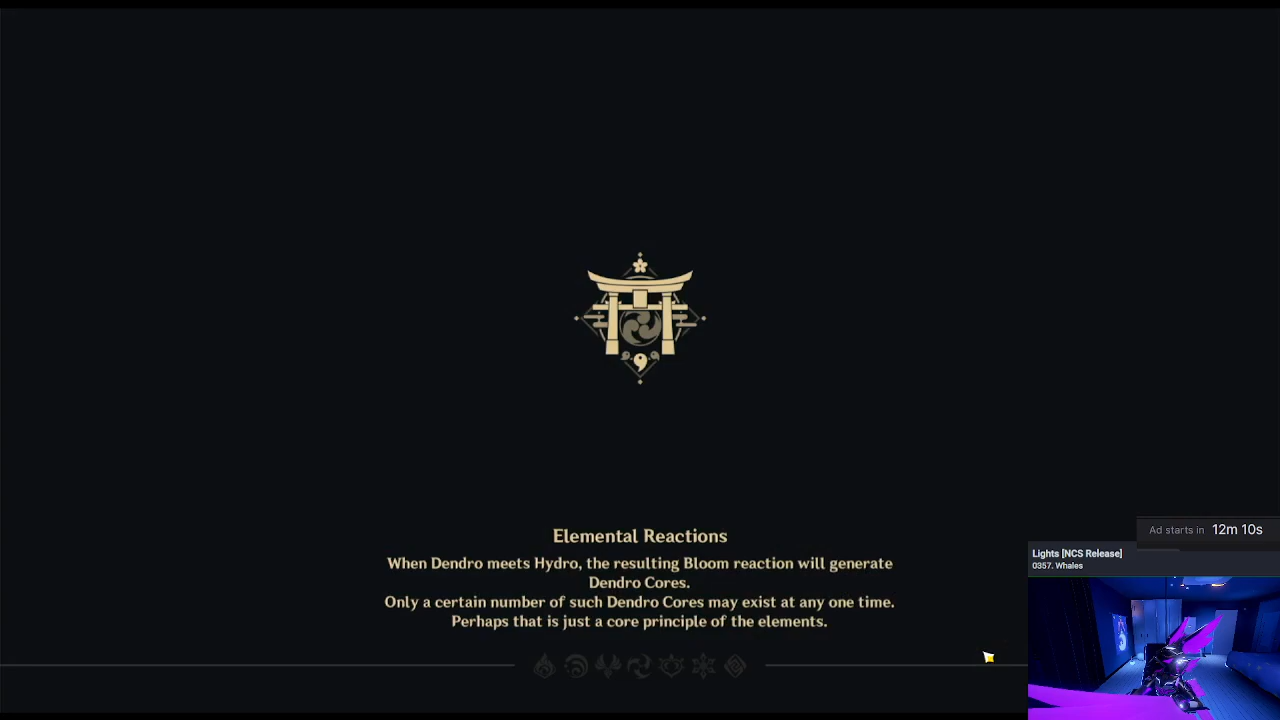 Elemental Reactions
When Dendro meets Hydro, the resulting Bloom reaction will generate
Dendro Cores.
Only a certain number of such Dendro Cores may exist at any one time.
Perhaps that is just a core principle of the elements.
Ad starts in 12m 10s
Lights [NCS Release]
0357. Whales